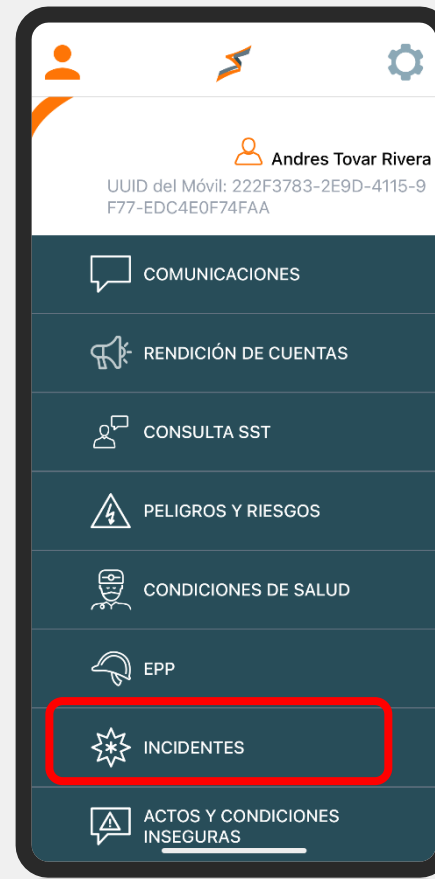 Andres Tovar Rivera
UUID del Móvil: 222F3783-2E9D-4115-9
F77-EDC4E0F74FAA
COMUNICACIONES
RENDICIÓN DE CUENTAS
CONSULTA SST
PELIGROS Y RIESGOS
CONDICIONES DE SALUD
EPP
INCIDENTES
ACTOS Y CONDICIONES
INSEGURAS